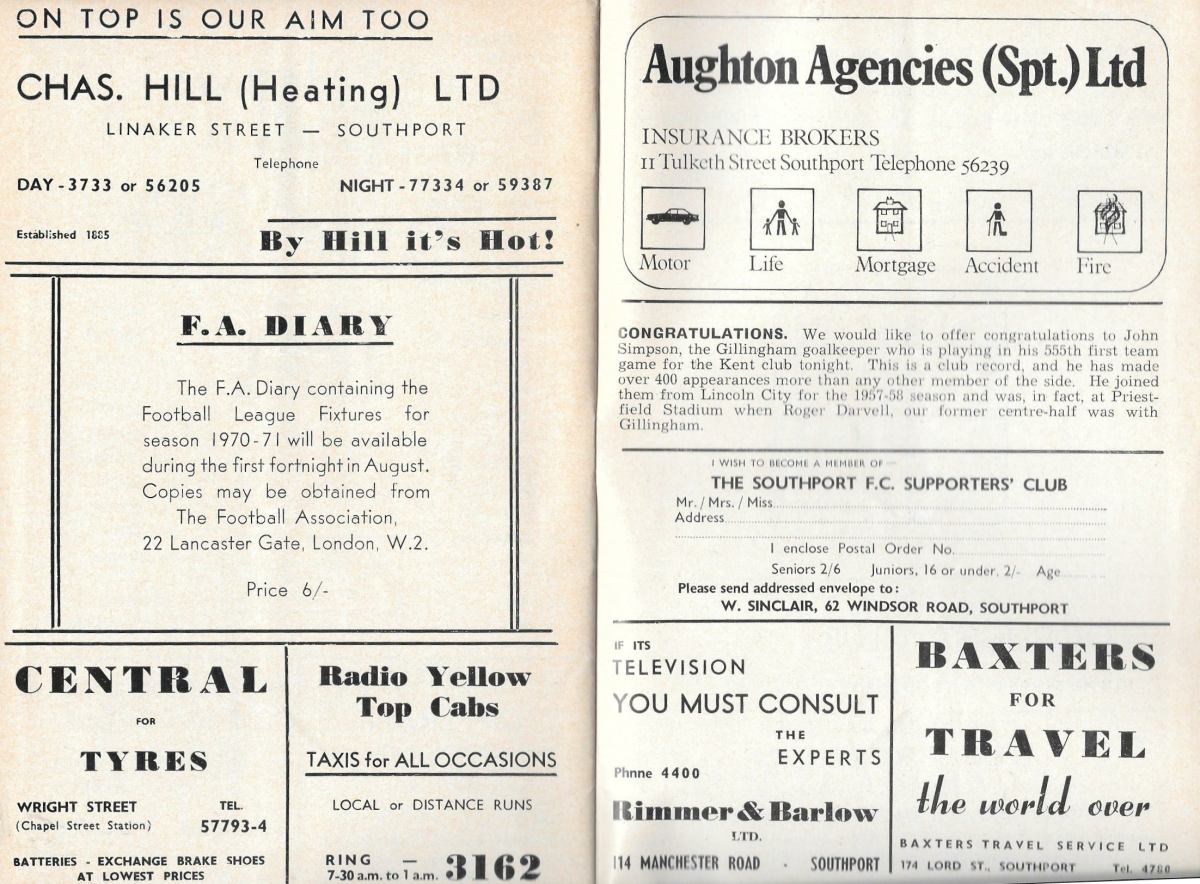 ON TOP IS OUR AIM TOO
CHAS. HILL (Heating) LTD
LINAKER STREET — SOUTHPORT
Telephone
DAY - 3733 or 56205 NIGHT - 77334 or 59387
Established 1885
By Hill it's Hot!
F.A. DIARY
The F.A. Diary containing the
Football League Fixtures for
season 1970-71 will be available
during the first fortnight in August.
Copies may be obtained from
The Football Association,
22 Lancaster Gate, London, W.2.
Price 6/-
CENTRAL
FOR
TYRES
WRIGHT STREET TEL.
(Chapel Street Station) 57793-4
BATTERIES - EXCHANGE BRAKE SHOES
AT LOWEST PRICES
Radio Yellow
Top Cabs
TAXIS for ALL OCCASIONS
LOCAL or DISTANCE RUNS
RING — 3162
7-30 a.m. to 1 a.m.
Aughton Agencies (Spt.) Ltd
INSURANCE BROKERS
11 Tulketh Street Southport Telephone 56239
Motor Life Mortgage Accident Fire
CONGRATULATIONS. We would like to offer congratulations to John
Simpson, the Gillingham goalkeeper who is playing in his 555th first team
game for the Kent club tonight. This is a club record, and he has made
over 400 appearances more than any other member of the side. He joined
them from Lincoln City for the 1957-58 season and was, in fact, at Priest-
field Stadium when Roger Darvell, our former centre-half was with
Gillingham.
I WISH TO BECOME A MEMBER OF —
THE SOUTHPORT F.C. SUPPORTERS' CLUB
Mr. / Mrs. / Miss
Address
I enclose Postal Order No.
Seniors 2/6 Juniors, 16 or under, 2/- Age
Please send addressed envelope to:
W. SINCLAIR, 62 WINDSOR ROAD, SOUTHPORT
IF ITS
TELEVISION
YOU MUST CONSULT
THE
EXPERTS
Phnne 4400
Rimmer & Barlow
LTD.
114 MANCHESTER ROAD - SOUTHPORT
BAXTERS
FOR
TRAVEL
the world over
BAXTERS TRAVEL SERVICE LTD
174 LORD ST., SOUTHPORT Tel. 4780